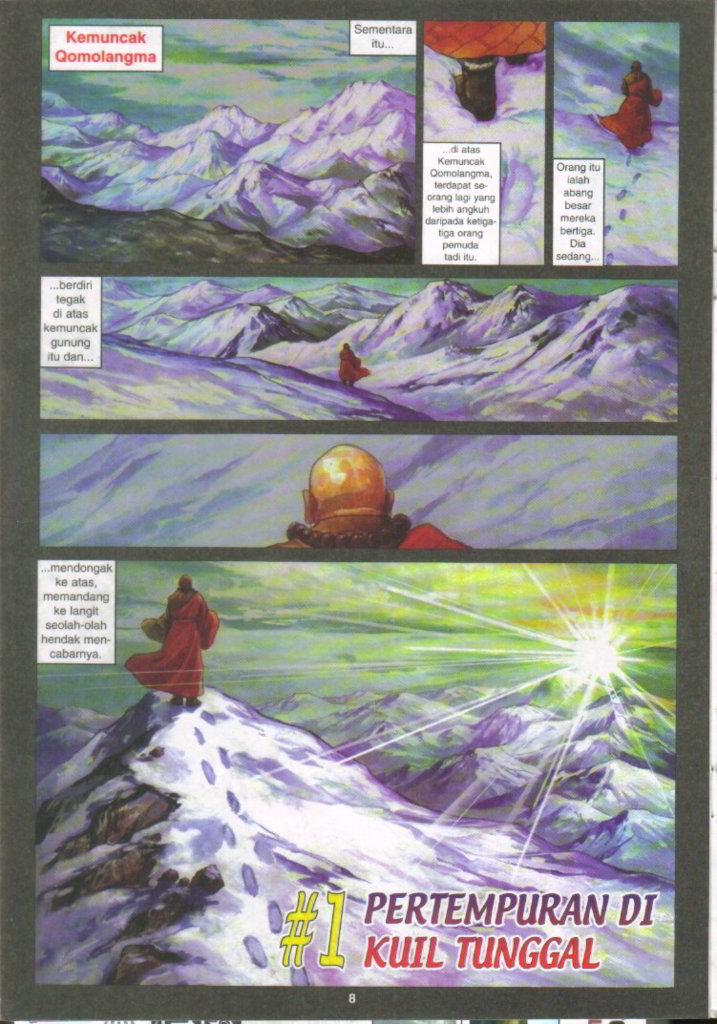 Kemuncak
Qomolangma
Sementara
itu...
...di atas
Kemuncak
Qomolangma,
terdapat se-
orang lagi yang
lebih angkuh
daripada ketiga-
tiga orang
pemuda
tadi itu.
Orang itu
ialah
abang
besar
mereka
bertiga.
Dia
sedang...
...berdiri
tegak
di atas
kemuncak
gunung
itu dan...
...mendongak
ke atas,
memandang
ke langit
seolah-olah
hendak men-
cabarnya.
#1 PERTEMPURAN DI
KUIL TUNGGAL
8